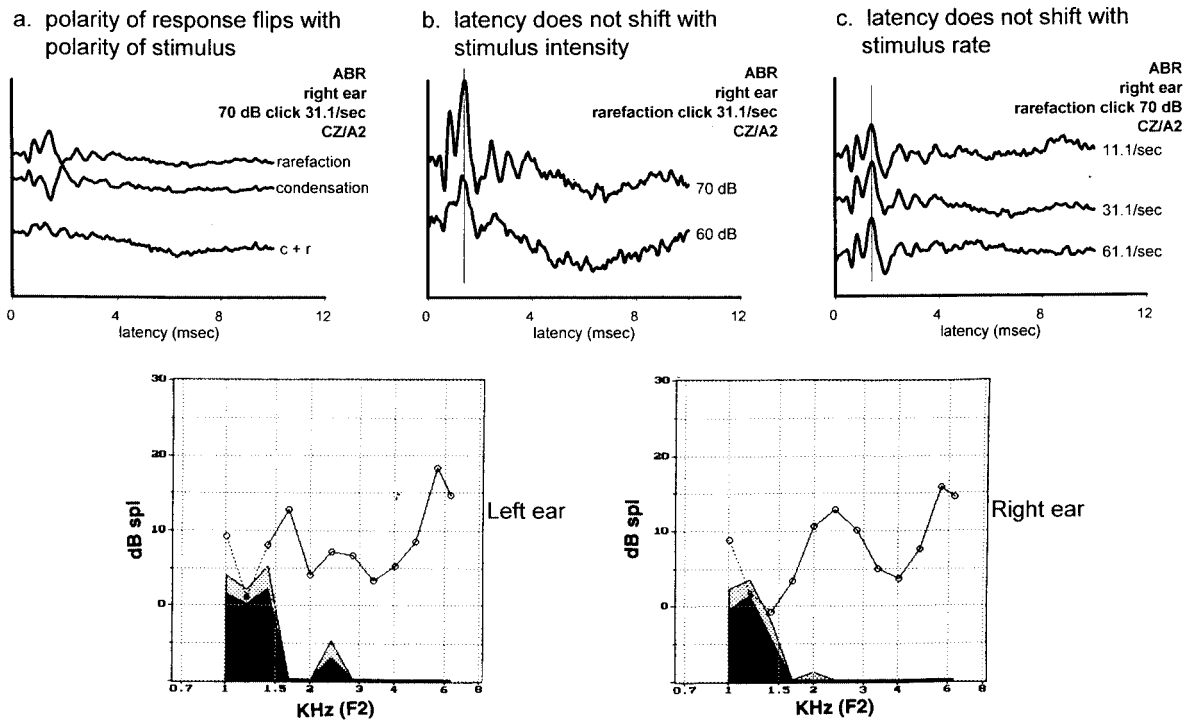 a. polarity of response flips with
polarity of stimulus
ABR
right ear
70 dB click 31.1/sec
CZ/A2
rarefaction
condensation
c + r
0 4 8 12
latency (msec)
b. latency does not shift with
stimulus intensity
ABR
right ear
rarefaction click 31.1/sec
CZ/A2
70 dB
60 dB
0 4 8 12
latency (msec)
c. latency does not shift with
stimulus rate
ABR
right ear
rarefaction click 70 dB
CZ/A2
11.1/sec
31.1/sec
61.1/sec
0 4 8 12
latency (msec)
30
20
10
0
dB spl
Left ear
0.7 1 1.5 2 3 4 6 8
KHz (F2)
30
20
10
0
dB spl
Right ear
0.7 1 1.5 2 3 4 6 8
KHz (F2)